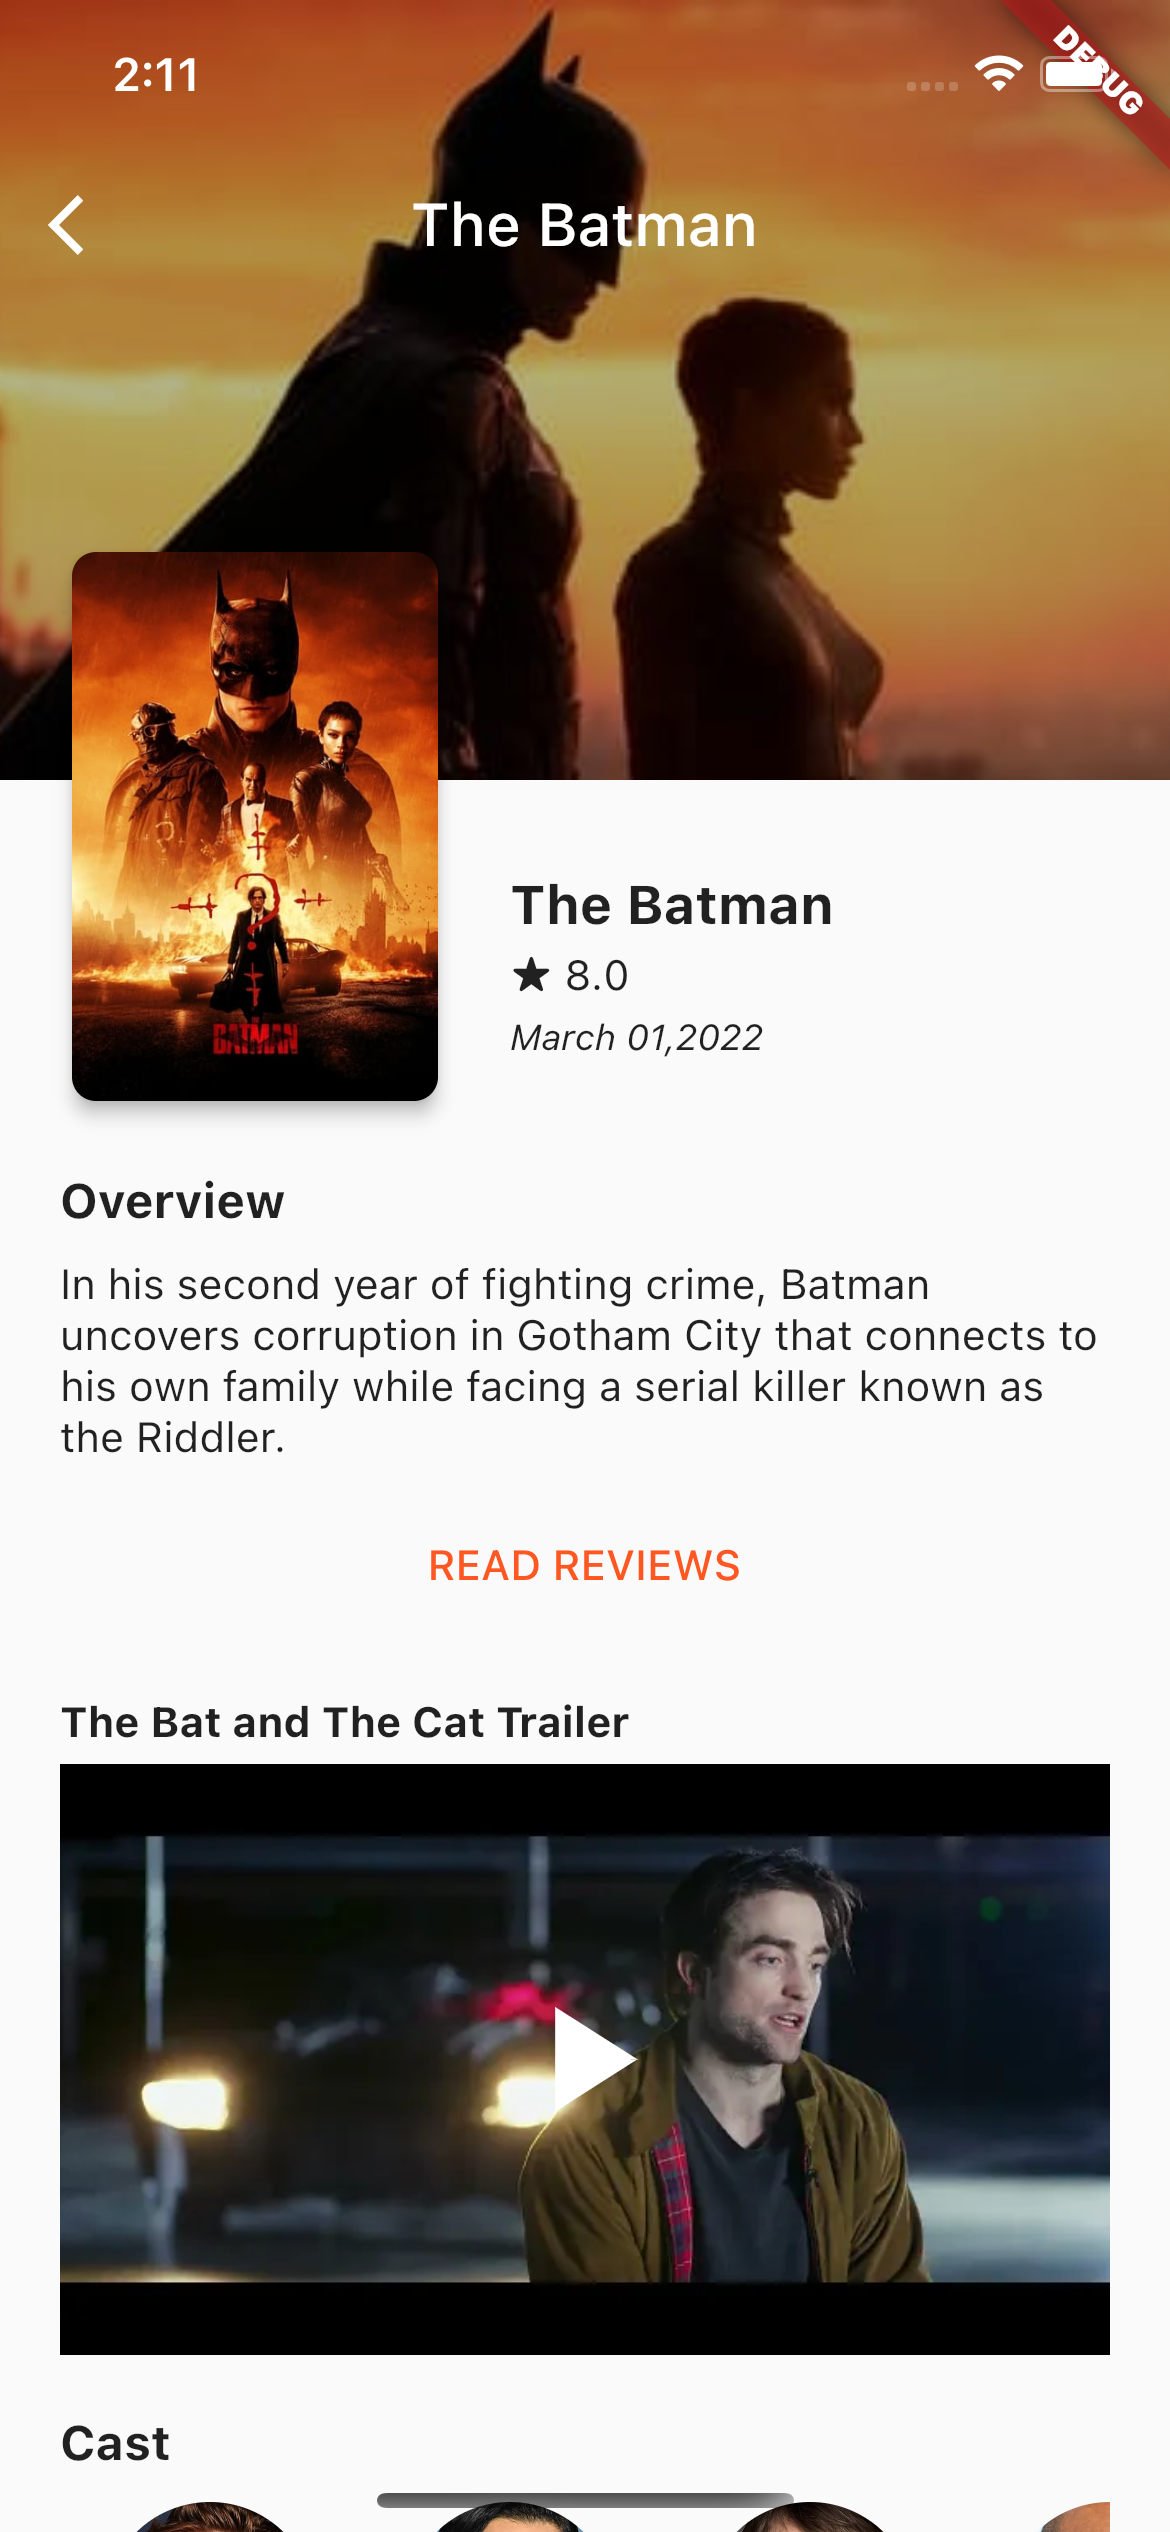 2:11
DEBUG
The Batman
BATMAN
The Batman
8.0
March 01,2022
Overview
In his second year of fighting crime, Batman
uncovers corruption in Gotham City that connects to
his own family while facing a serial killer known as
the Riddler.
READ REVIEWS
The Bat and The Cat Trailer
Cast